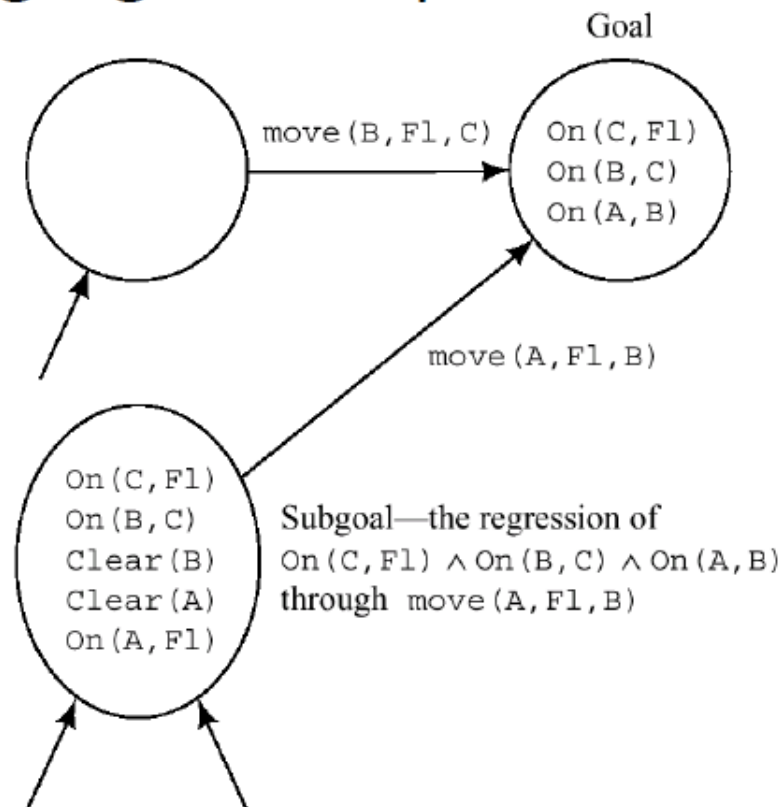 Goal
move(B,Fl,C)
On(C,Fl)
On(B,C)
On(A,B)
move(A,Fl,B)
On(C,Fl)
On(B,C)
Clear(B)
Clear(A)
On(A,Fl)
Subgoal—the regression of
On(C,Fl) ∧ On(B,C) ∧ On(A,B)
through move(A,Fl,B)